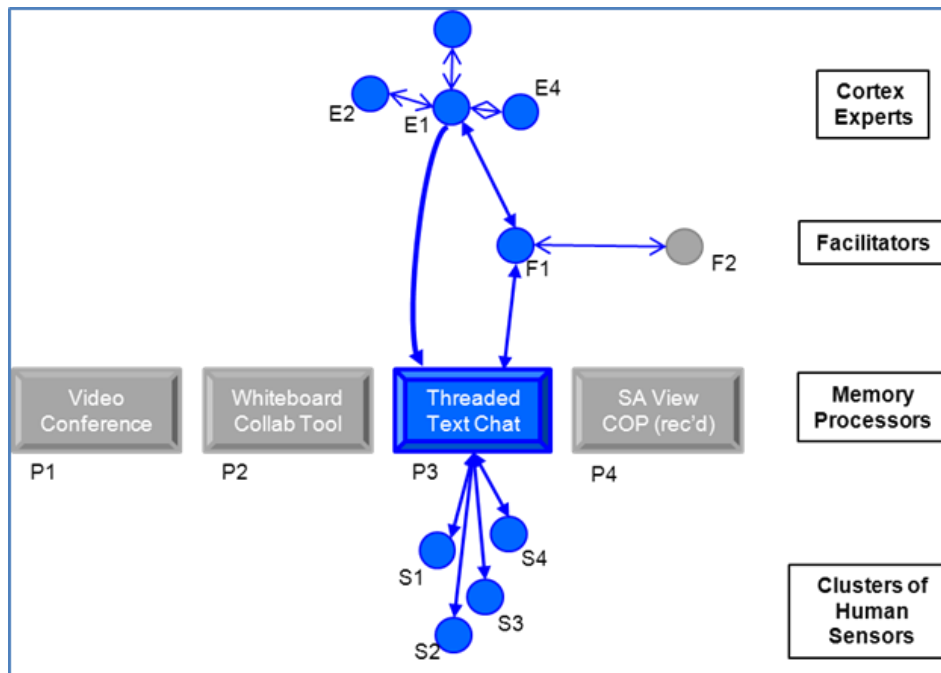 E4
E2
E1
Cortex
Experts
F1
F2
Facilitators
Video
Conference
Whiteboard
Collab Tool
Threaded
Text Chat
SA View
COP (rec'd)
Memory
Processors
P1
P2
P3
P4
S1
S4
S3
S2
Clusters of
Human
Sensors